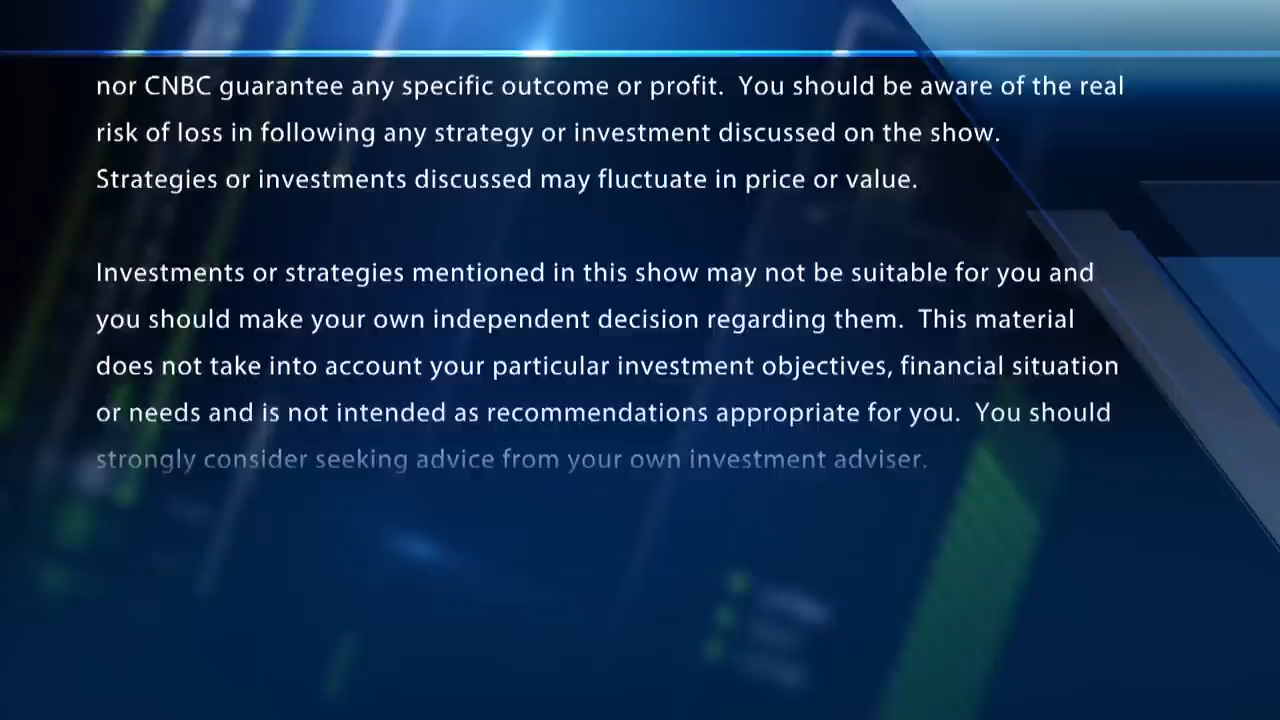 nor CNBC guarantee any specific outcome or profit.  You should be aware of the real
risk of loss in following any strategy or investment discussed on the show.
Strategies or investments discussed may fluctuate in price or value.
Investments or strategies mentioned in this show may not be suitable for you and
you should make your own independent decision regarding them.  This material
does not take into account your particular investment objectives, financial situation
or needs and is not intended as recommendations appropriate for you.  You should
strongly consider seeking advice from your own investment adviser.